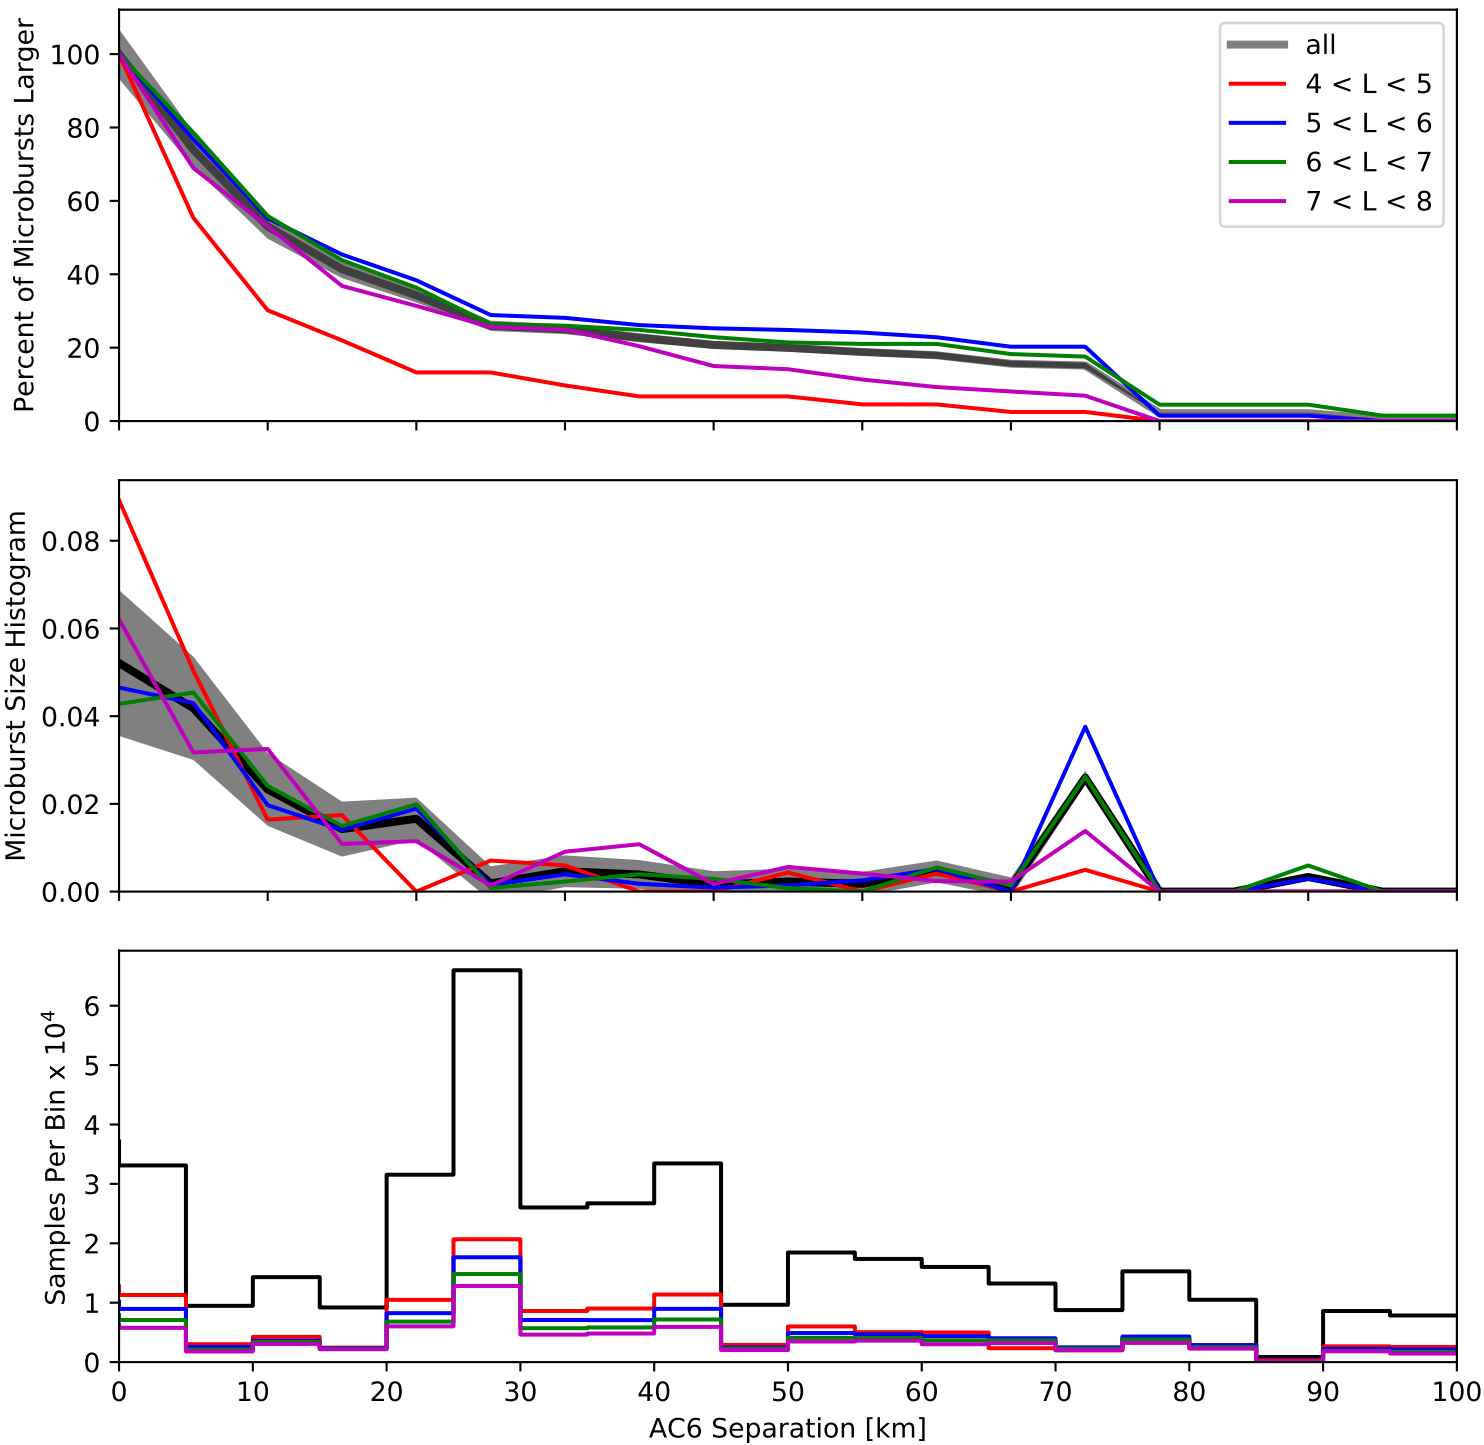 Percent of Microbursts Larger
100
80
60
40
20
0
all
4 < L < 5
5 < L < 6
6 < L < 7
7 < L < 8
Microburst Size Histogram
0.08
0.06
0.04
0.02
0.00
Samples Per Bin x 10⁴
6
5
4
3
2
1
0
0 10 20 30 40 50 60 70 80 90 100
AC6 Separation [km]